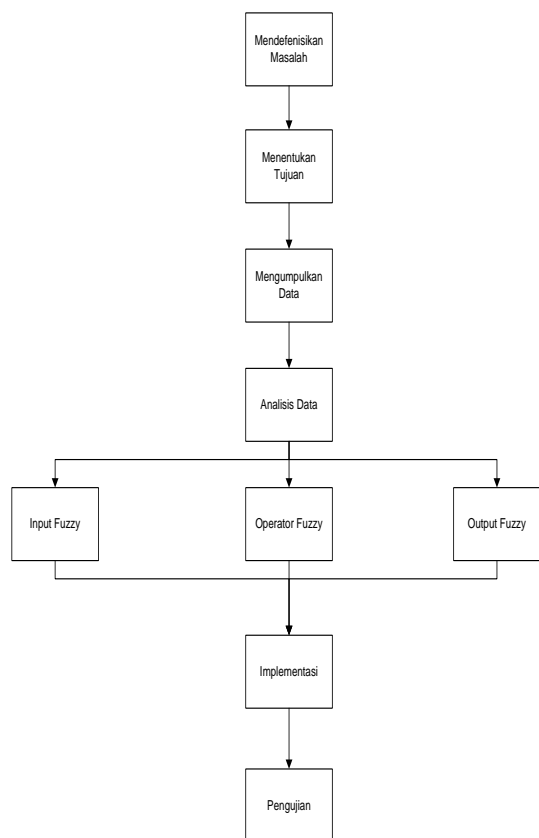 Mendefenisikan
Masalah
Menentukan
Tujuan
Mengumpulkan
Data
Analisis Data
Input Fuzzy
Operator Fuzzy
Output Fuzzy
Implementasi
Pengujian